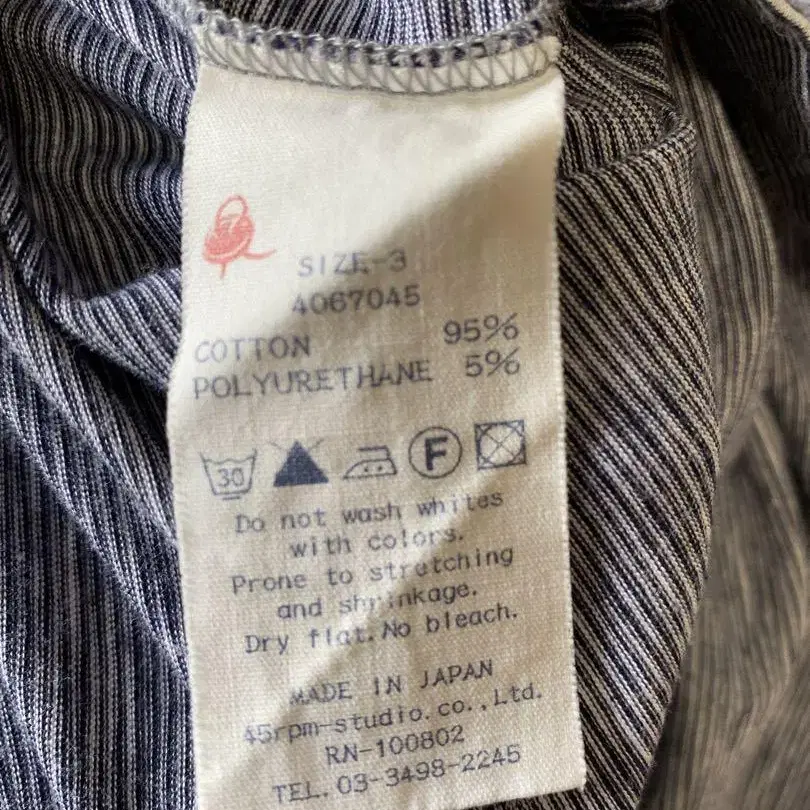 SIZE-3
4067045
COTTON 95%
POLYURETHANE 5%
30 F
Do not wash whites
with colors.
Prone to stretching
and shrinkage.
Dry flat. No bleach.
MADE IN JAPAN
45rpm-studio.co.,Ltd.
RN-100802
TEL. 03-3498-2245